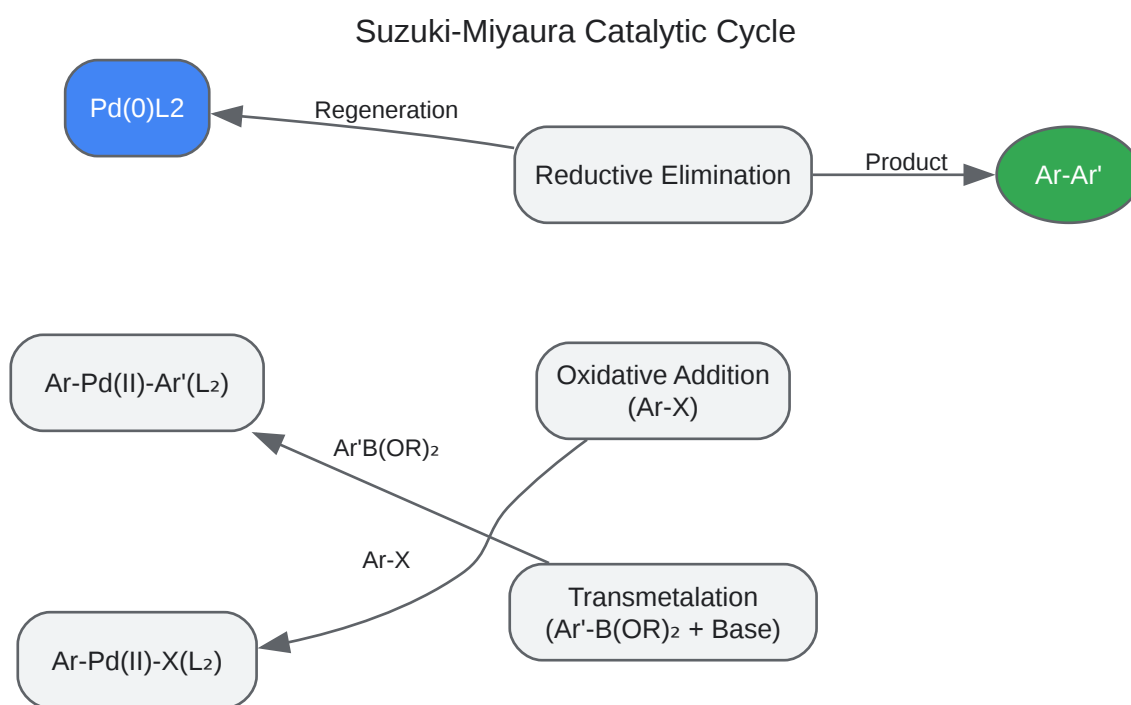 Suzuki-Miyaura Catalytic Cycle
Pd(0)L2
Regeneration
Reductive Elimination
Product
Ar-Ar'
Ar-Pd(II)-Ar'(L₂)
Oxidative Addition
(Ar-X)
Ar'B(OR)₂
Ar-X
Transmetalation
(Ar'-B(OR)₂ + Base)
Ar-Pd(II)-X(L₂)